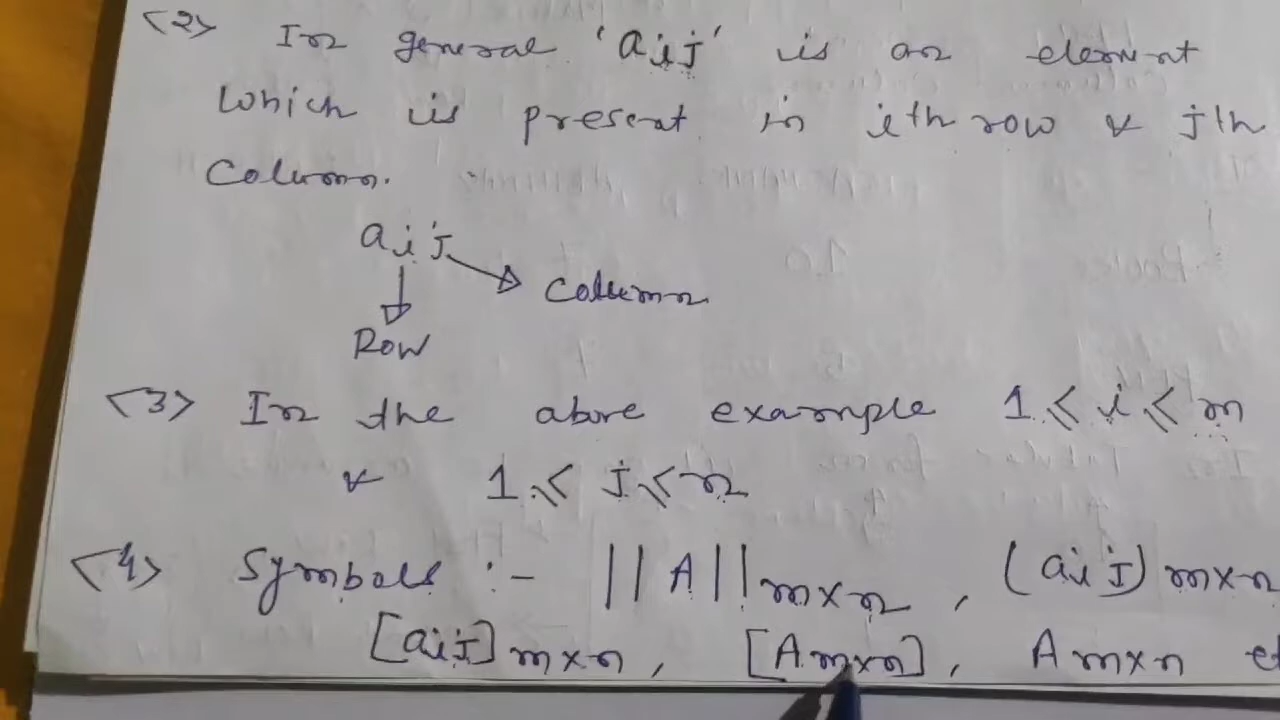 <2> In general 'aij' is an element
which is present in ith row & jth
column.
aij
column
Row
<3> In the above example 1 ≤ i ≤ m
& 1 ≤ j ≤ n
<4> Symbols :- ||A|| m×n , (aij) m×n
[aij] m×n , [A m×n] , A m×n et